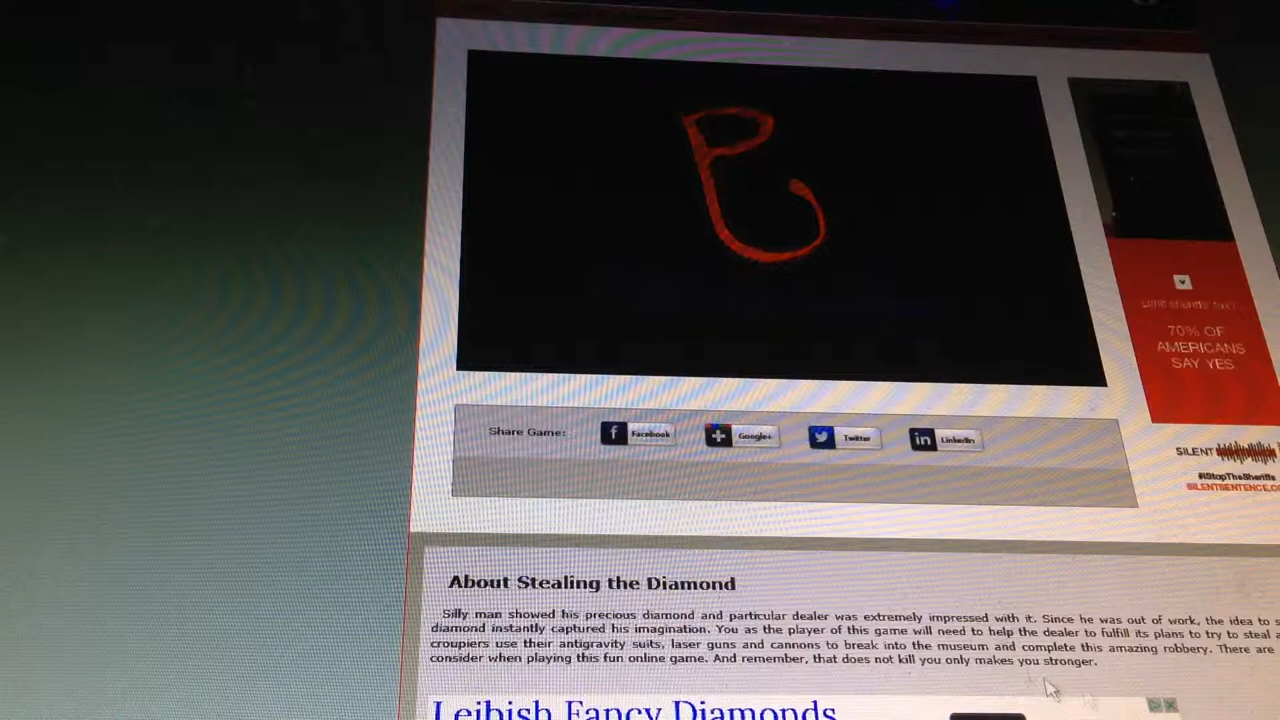 v
70% OF
AMERICANS
SAY YES.
Share Game:
Facebook
Google+
Twitter
LinkedIn
SILENT
#iStopTheSheriffs
SILENTSENTENCE.CO
About Stealing the Diamond
Silly man showed his precious diamond and particular dealer was extremely impressed with it. Since he was out of work, the idea to s
diamond instantly captured his imagination. You as the player of this game will need to help the dealer to fulfill its plans to try to steal a
croupiers use their antigravity suits, laser guns and cannons to break into the museum and complete this amazing robbery. There are
consider when playing this fun online game. And remember, that does not kill you only makes you stronger.
Leibish Fancy Diamonds